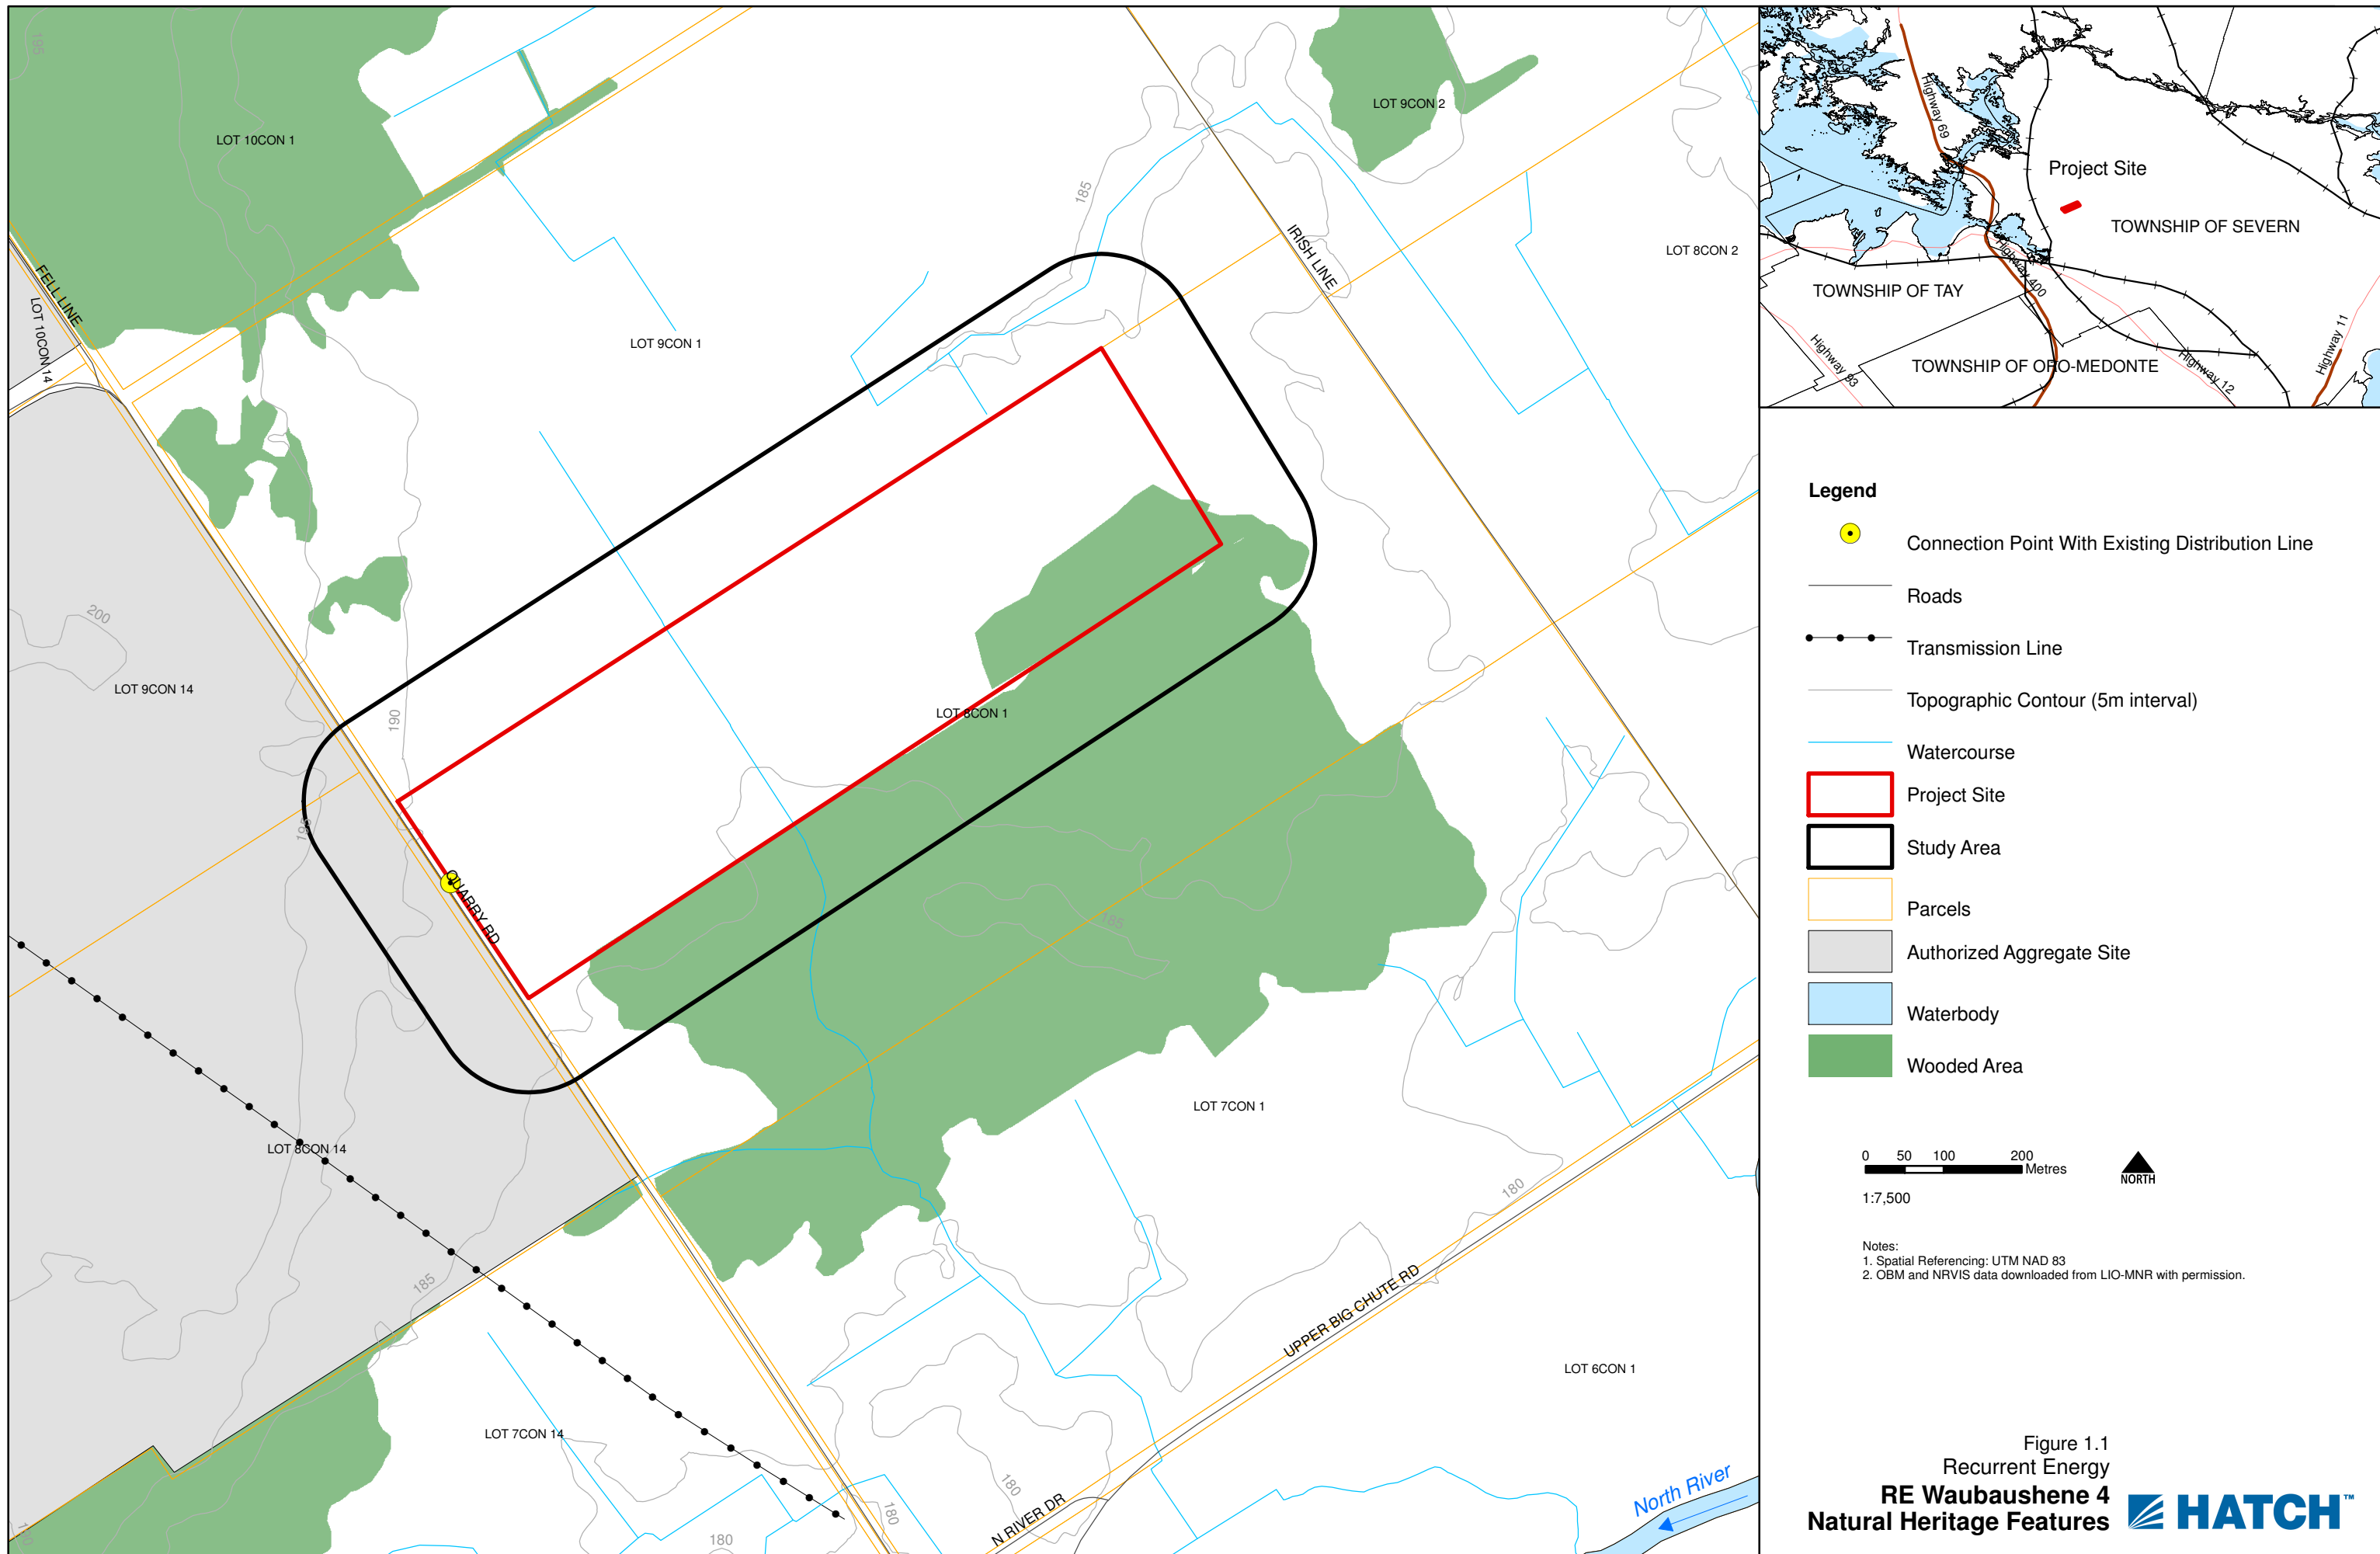 195
LOT 10CON 1
LOT 9CON 2
185
IRISH LINE
LOT 8CON 2
FELL LINE
LOT 10CON 14
LOT 9CON 1
200
LOT 9CON 14
190
LOT 8CON 1
195
QUARRY RD
185
LOT 7CON 1
LOT 8CON 14
180
185
UPPER BIG CHUTE RD
LOT 6CON 1
LOT 7CON 14
180
180
180
190
N RIVER DR
North River
Highway 69
Project Site
TOWNSHIP OF SEVERN
Highway 400
TOWNSHIP OF TAY
Highway 93
TOWNSHIP OF ORO-MEDONTE
Highway 12
Highway 11
Legend
Connection Point With Existing Distribution Line
Roads
Transmission Line
Topographic Contour (5m interval)
Watercourse
Project Site
Study Area
Parcels
Authorized Aggregate Site
Waterbody
Wooded Area
0 50 100 200
Metres
1:7,500
NORTH
Notes:
1. Spatial Referencing: UTM NAD 83
2. OBM and NRVIS data downloaded from LIO-MNR with permission.
Figure 1.1
Recurrent Energy
RE Waubaushene 4
Natural Heritage Features
HATCH™